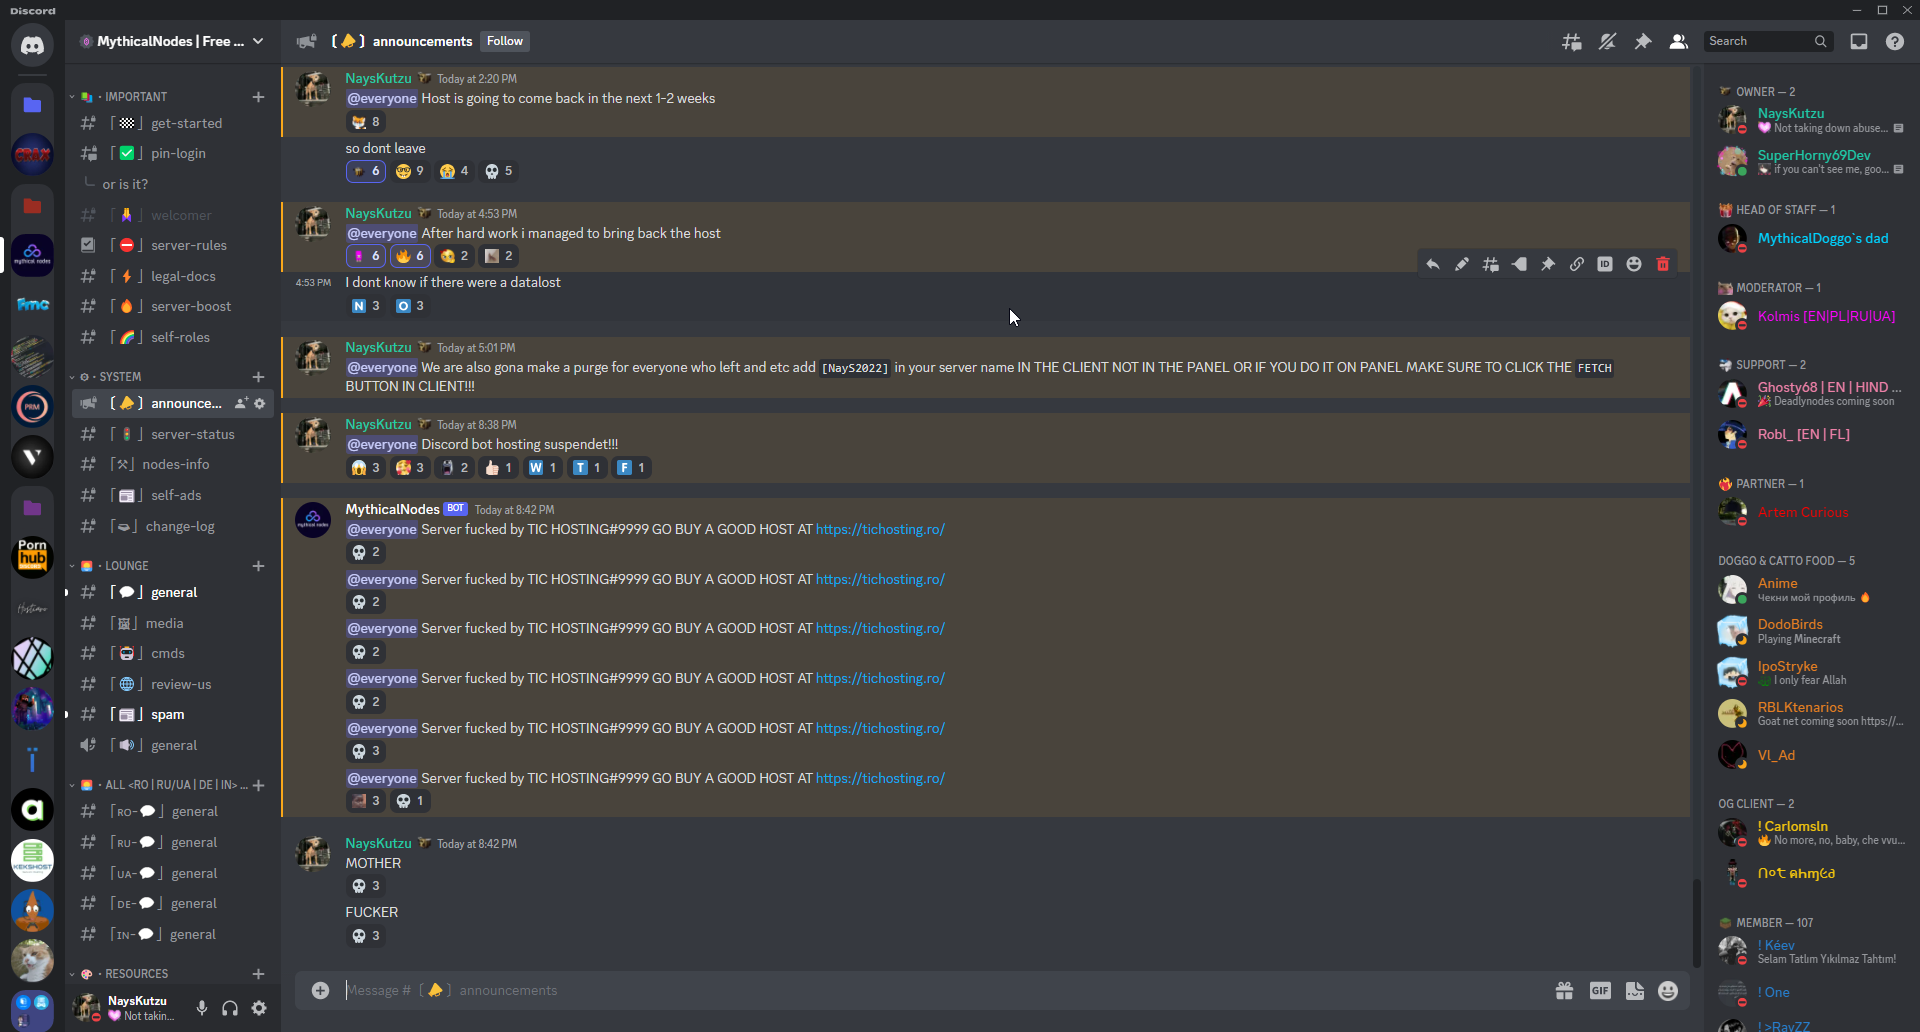 Discord
MythicalNodes | Free ...
IMPORTANT
get-started
pin-login
or is it?
welcomer
server-rules
legal-docs
server-boost
self-roles
SYSTEM
announce...
server-status
nodes-info
self-ads
change-log
LOUNGE
general
media
cmds
review-us
spam
general
ALL <RO | RU/UA | DE | IN> ...
RO- general
RU- general
UA- general
DE- general
IN- general
RESOURCES
NaysKutzu
Not takin...
CRAX
mythical nodes
Fmc
PRM
Porn
hub
Hostiaro
KEKSHOST
announcements
Follow
Search
NaysKutzu Today at 2:20 PM
@everyone Host is going to come back in the next 1-2 weeks
8
so dont leave
6 9 4 5
NaysKutzu Today at 4:53 PM
@everyone After hard work i managed to bring back the host
6 6 2 2
4:53 PM I dont know if there were a datalost
N 3 O 3
ID
NaysKutzu Today at 5:01 PM
@everyone We are also gona make a purge for everyone who left and etc add [NayS2022] in your server name IN THE CLIENT NOT IN THE PANEL OR IF YOU DO IT ON PANEL MAKE SURE TO CLICK THE FETCH
BUTTON IN CLIENT!!!
NaysKutzu Today at 8:38 PM
@everyone Discord bot hosting suspendet!!!
3 3 2 1 W 1 T 1 F 1
MythicalNodes BOT Today at 8:42 PM
@everyone Server fucked by TIC HOSTING#9999 GO BUY A GOOD HOST AT https://tichosting.ro/
2
@everyone Server fucked by TIC HOSTING#9999 GO BUY A GOOD HOST AT https://tichosting.ro/
2
@everyone Server fucked by TIC HOSTING#9999 GO BUY A GOOD HOST AT https://tichosting.ro/
2
@everyone Server fucked by TIC HOSTING#9999 GO BUY A GOOD HOST AT https://tichosting.ro/
2
@everyone Server fucked by TIC HOSTING#9999 GO BUY A GOOD HOST AT https://tichosting.ro/
3
@everyone Server fucked by TIC HOSTING#9999 GO BUY A GOOD HOST AT https://tichosting.ro/
3 1
NaysKutzu Today at 8:42 PM
MOTHER
3
FUCKER
3
Message # announcements
GIF
OWNER — 2
NaysKutzu
Not taking down abuse...
SuperHorny69Dev
if you can't see me, goo...
HEAD OF STAFF — 1
MythicalDoggo`s dad
MODERATOR — 1
Kolmis [EN|PL|RU|UA]
SUPPORT — 2
Ghosty68 | EN | HIND ...
Deadlynodes coming soon
Robl_ [EN | FL]
PARTNER — 1
Artem Curious
DOGGO & CATTO FOOD — 5
Anime
Чекни мой профиль
DodoBirds
Playing Minecraft
IpoStryke
I only fear Allah
RBLKtenarios
Goat net coming soon https://...
Vl_Ad
OG CLIENT — 2
! Carlomsln
No more, no, baby, che vvu...
MEMBER — 107
! Kéev
Selam Tatlım Yıkılmaz Tahtım!
! One
! >RayZZ